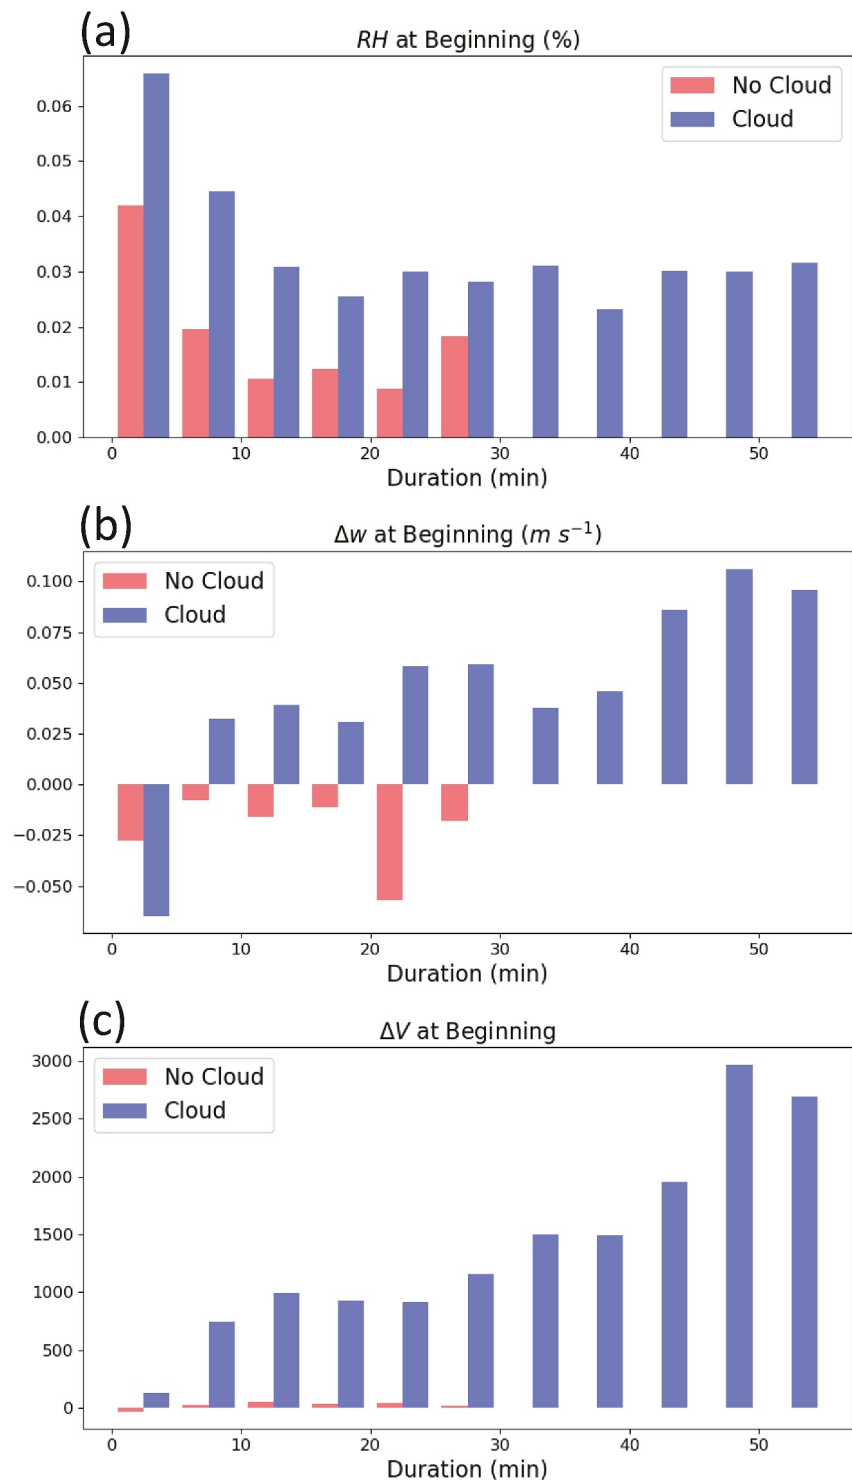 (a)
RH at Beginning (%)
No Cloud
Cloud
0.06
0.05
0.04
0.03
0.02
0.01
0.00
0 10 20 30 40 50
Duration (min)
(b)
Δw at Beginning (m s⁻¹)
No Cloud
Cloud
0.100
0.075
0.050
0.025
0.000
−0.025
−0.050
0 10 20 30 40 50
Duration (min)
(c)
ΔV at Beginning
No Cloud
Cloud
3000
2500
2000
1500
1000
500
0
0 10 20 30 40 50
Duration (min)